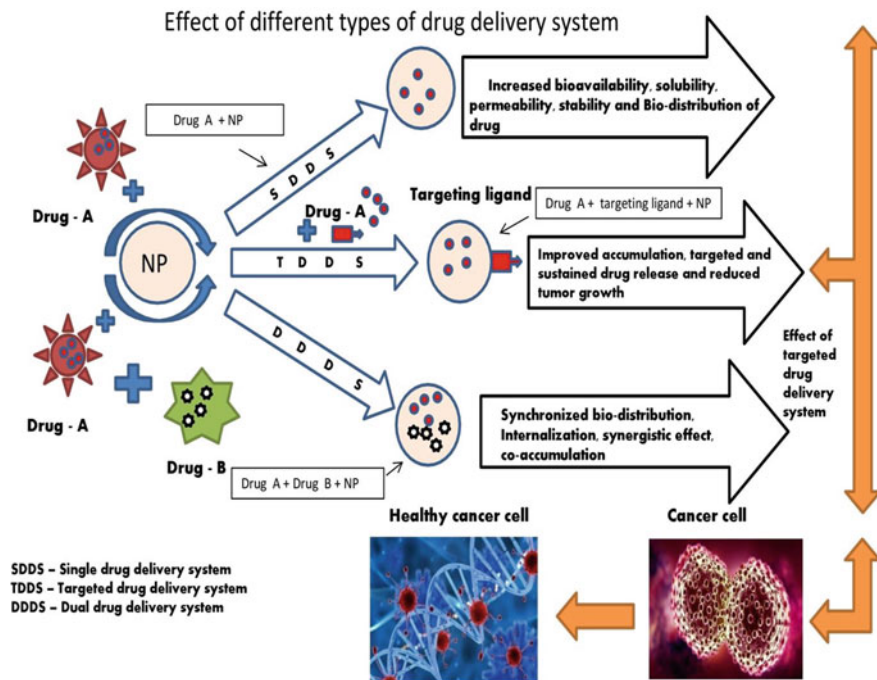 Effect of different types of drug delivery system
Drug A + NP
Increased bioavailability, solubility,
permeability, stability and Bio-distribution of
drug
S D D S
Drug - A
NP
Drug - A
Targeting ligand
Drug A + targeting ligand + NP
T D D S
Improved accumulation, targeted and
sustained drug release and reduced
tumor growth
Effect of
targeted
drug
delivery
system
D D D S
Drug - A
Drug - B
Drug A + Drug B + NP
Synchronized bio-distribution,
Internalization, synergistic effect,
co-accumulation
Healthy cancer cell
Cancer cell
SDDS – Single drug delivery system
TDDS – Targeted drug delivery system
DDDS – Dual drug delivery system